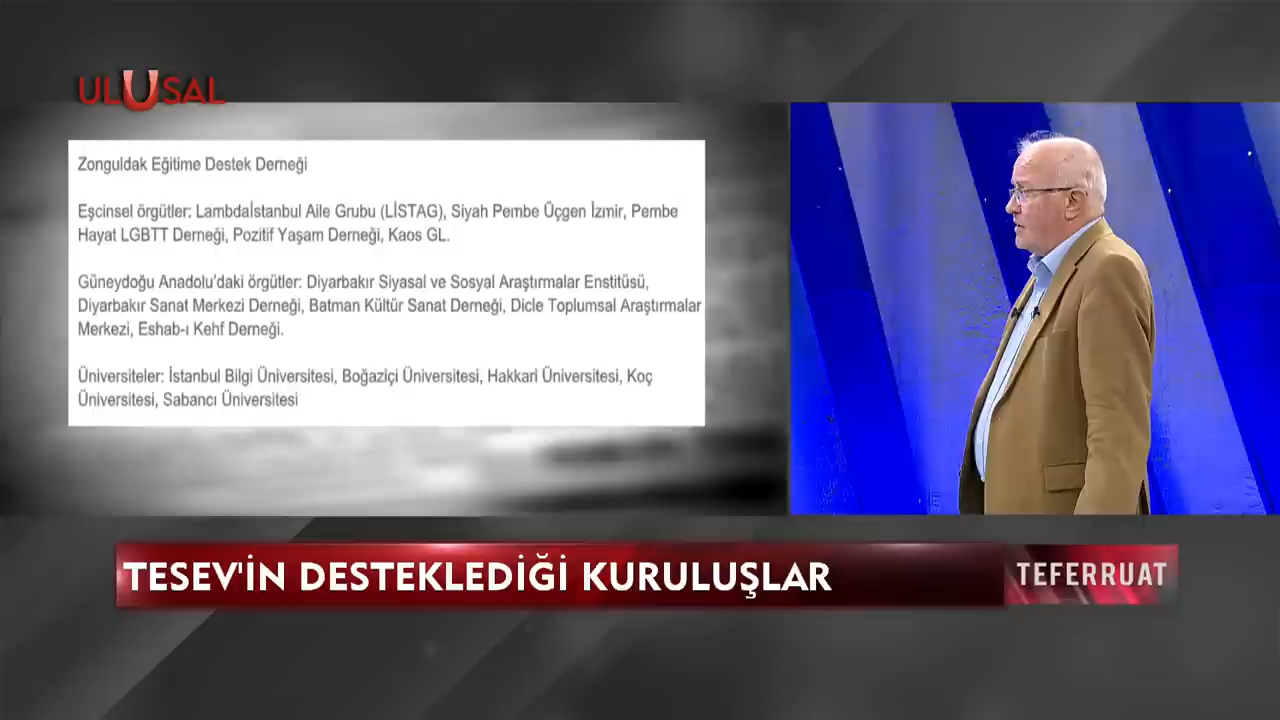 ULUSAL
Zonguldak Eğitime Destek Derneği
Eşcinsel örgütler: Lambdaİstanbul Aile Grubu (LİSTAG), Siyah Pembe Üçgen İzmir, Pembe
Hayat LGBTT Derneği, Pozitif Yaşam Derneği, Kaos GL.
Güneydoğu Anadolu'daki örgütler: Diyarbakır Siyasal ve Sosyal Araştırmalar Enstitüsü,
Diyarbakır Sanat Merkezi Derneği, Batman Kültür Sanat Derneği, Dicle Toplumsal Araştırmalar
Merkezi, Eshab-ı Kehf Derneği.
Üniversiteler: İstanbul Bilgi Üniversitesi, Boğaziçi Üniversitesi, Hakkari Üniversitesi, Koç
Üniversitesi, Sabancı Üniversitesi
TESEV'İN DESTEKLEDİĞİ KURULUŞLAR
TEFERRUAT